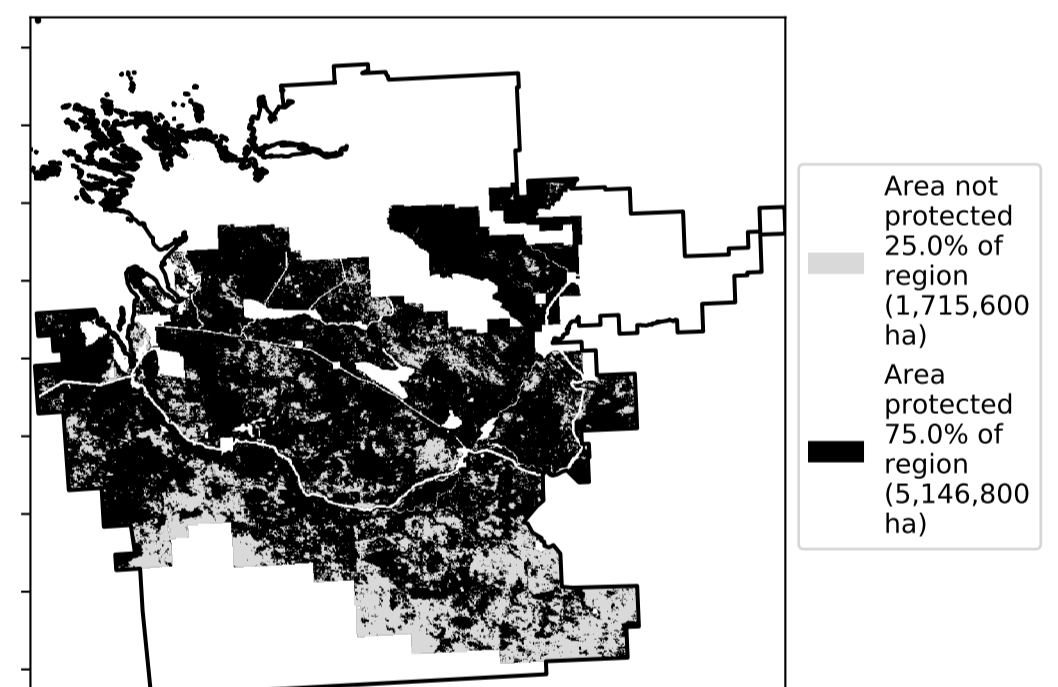 Area not
protected
25.0% of
region
(1,715,600
ha)
Area
protected
75.0% of
region
(5,146,800
ha)